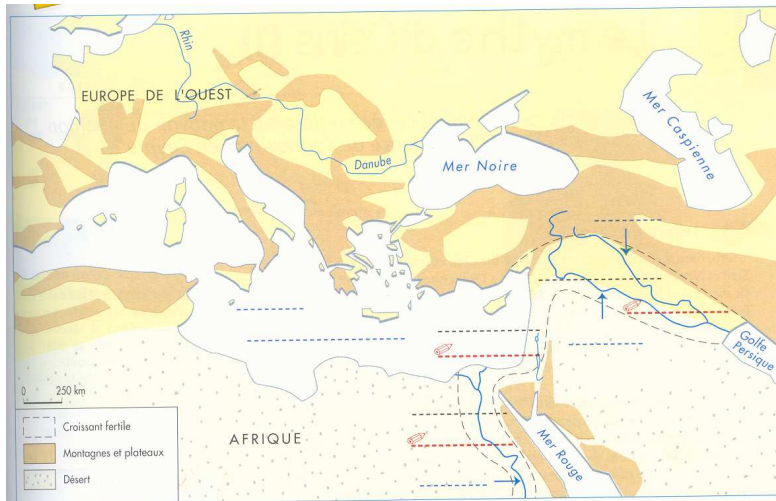 Rhin
EUROPE DE L'OUEST
Mer Caspienne
Danube
Mer Noire
Golfe
Persique
0 250 km
Croissant fertile
Montagnes et plateaux
Désert
AFRIQUE
Mer Rouge